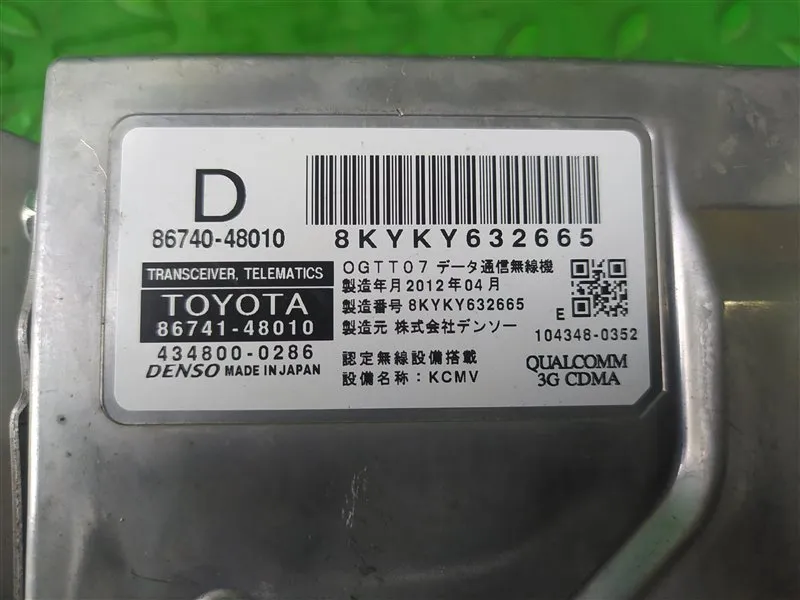 D
86740-48010
8KYKY632665
TRANSCEIVER, TELEMATICS
TOYOTA
86741-48010
434800-0286
DENSO MADE IN JAPAN
OGTT07 データ通信無線機
製造年月2012年04月
製造番号 8KYKY632665
製造元 株式会社デンソー
E
104348-0352
認定無線設備搭載
設備名称：KCMV
QUALCOMM
3G CDMA